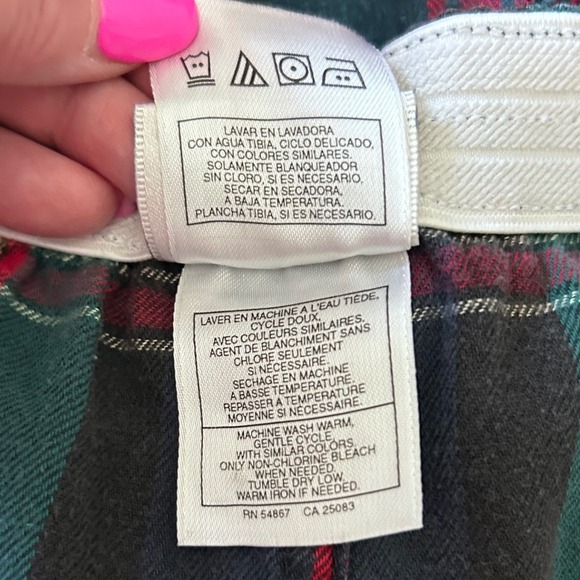 LAVAR EN LAVADORA
CON AGUA TIBIA, CICLO DELICADO,
CON COLORES SIMILARES.
SOLAMENTE BLANQUEADOR
SIN CLORO, SI ES NECESARIO.
SECAR EN SECADORA,
A BAJA TEMPERATURA.
PLANCHA TIBIA, SI ES NECESARIO.
LAVER EN MACHINE A L'EAU TIÈDE,
CYCLE DOUX,
AVEC COULEURS SIMILAIRES.
AGENT DE BLANCHIMENT SANS
CHLORE SEULEMENT
SI NÉCESSAIRE.
SECHAGE EN MACHINE
A BASSE TEMPERATURE.
REPASSER A TEMPÉRATURE
MOYENNE SI NÉCESSAIRE.
MACHINE WASH WARM,
GENTLE CYCLE,
WITH SIMILAR COLORS.
ONLY NON-CHLORINE BLEACH
WHEN NEEDED.
TUMBLE DRY LOW.
WARM IRON IF NEEDED.
RN 54867 CA 25083